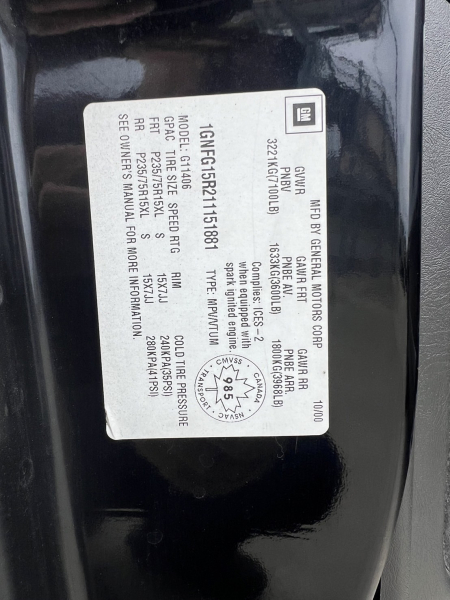 GM
MFD BY GENERAL MOTORS CORP 10/00
GVWR GAWR FRT GAWR RR
PNBV PNBE AV. PNBE ARR.
3221KG(7100LB) 1633KG(3600LB) 1800KG(3968LB)
Complies: ICES-2
when equipped with
spark ignited engine.
CMVSS
CANADA
985
TRANSPORT
NSVAC
1GNFG15R211151881 TYPE: MPV/VTUM
MODEL: G11406
GPAC TIRE SIZE SPEED RTG RIM COLD TIRE PRESSURE
FRT P235/75R15XL S 15X7JJ 240KPA(35PSI)
RR P235/75R15XL S 15X7JJ 280KPA(41PSI)
SEE OWNER'S MANUAL FOR MORE INFORMATION.